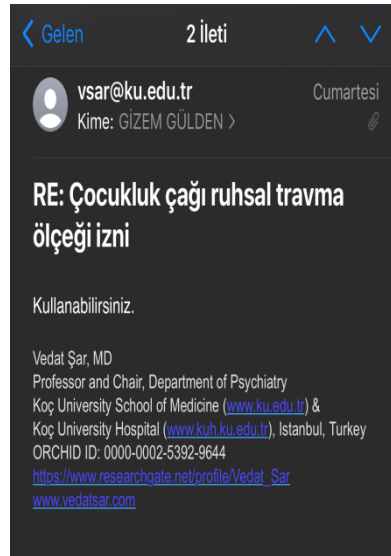 Gelen
2 İleti
vsar@ku.edu.tr
Cumartesi
Kime: GİZEM GÜLDEN >
RE: Çocukluk çağı ruhsal travma
ölçeği izni
Kullanabilirsiniz.
Vedat Şar, MD
Professor and Chair, Department of Psychiatry
Koç University School of Medicine (www.ku.edu.tr) &
Koç University Hospital (www.kuh.ku.edu.tr), Istanbul, Turkey
ORCHID ID: 0000-0002-5392-9644
https://www.researchgate.net/profile/Vedat_Sar
www.vedatsar.com